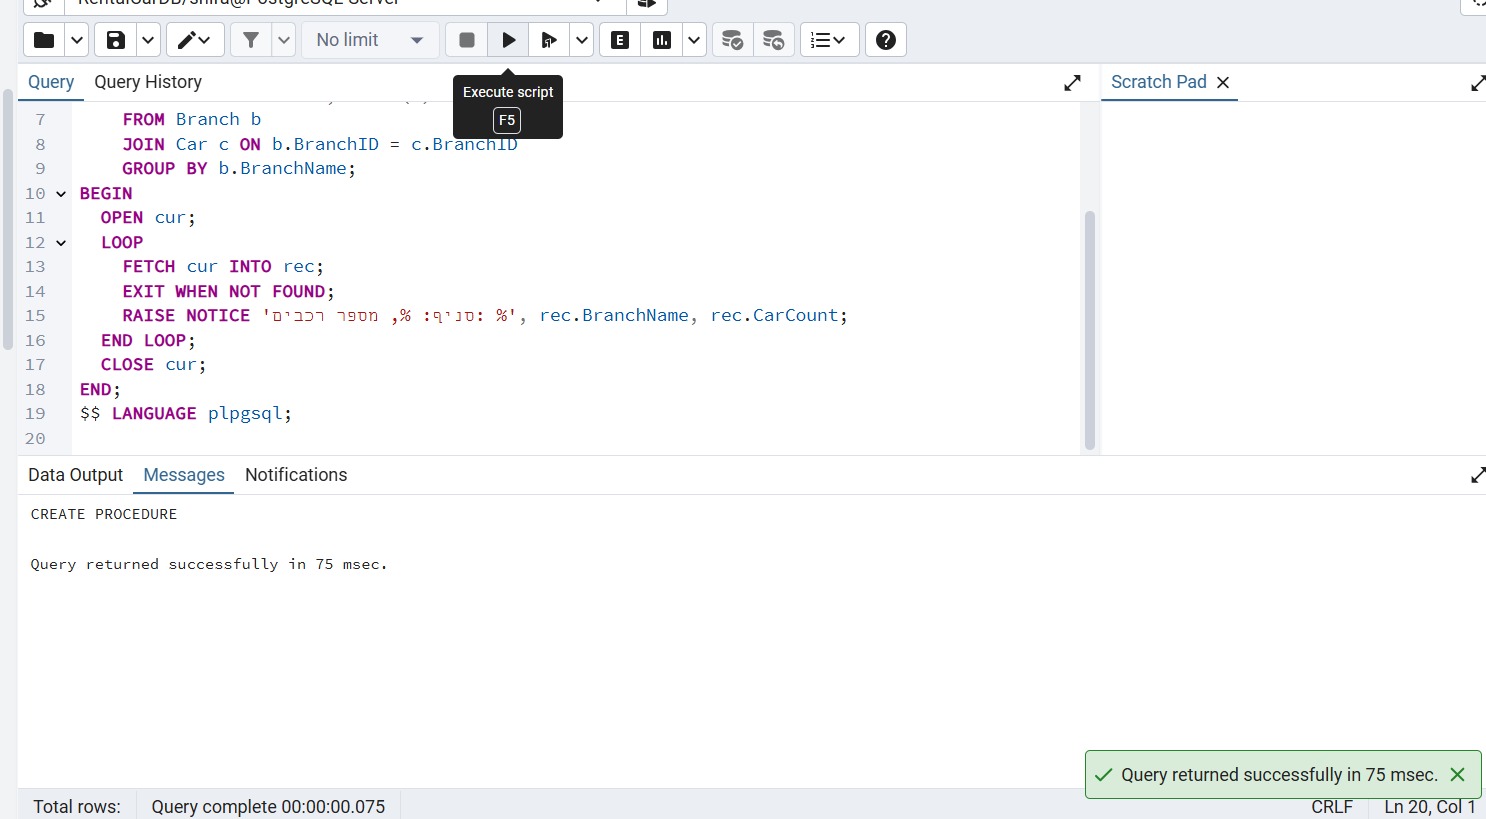 RentalCarDB/shifra@PostgreSQL Server
No limit
Query
Query History
Scratch Pad
Execute script
F5
7 FROM Branch b
8 JOIN Car c ON b.BranchID = c.BranchID
9 GROUP BY b.BranchName;
10 BEGIN
11 OPEN cur;
12 LOOP
13 FETCH cur INTO rec;
14 EXIT WHEN NOT FOUND;
15 RAISE NOTICE 'סניף: %, מספר רכבים: %', rec.BranchName, rec.CarCount;
16 END LOOP;
17 CLOSE cur;
18 END;
19 $$ LANGUAGE plpgsql;
20
Data Output
Messages
Notifications
CREATE PROCEDURE
Query returned successfully in 75 msec.
Query returned successfully in 75 msec.
Total rows:
Query complete 00:00:00.075
CRLF
Ln 20, Col 1